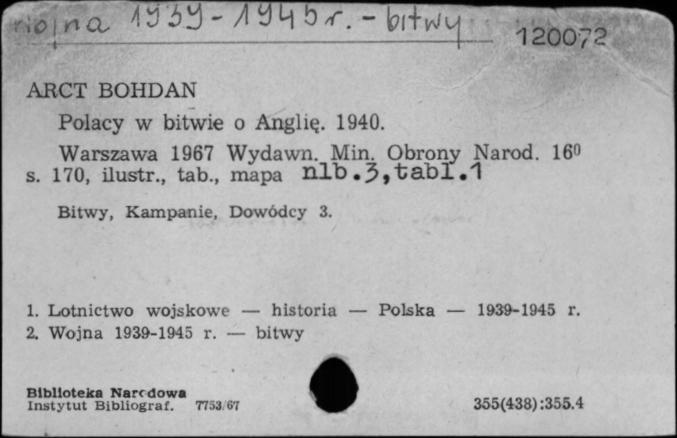 wojna 1939-1945 r. - bitwy
120072
ARCT BOHDAN
Polacy w bitwie o Anglię. 1940.
Warszawa 1967 Wydawn. Min. Obrony Narod. 16⁰
s. 170, ilustr., tab., mapa nlb.3,tabl.1
Bitwy, Kampanie, Dowódcy 3.
1. Lotnictwo wojskowe — historia — Polska — 1939-1945 r.
2. Wojna 1939-1945 r. — bitwy
Biblioteka Narodowa
Instytut Bibliograf. 7753/67
355(438):355.4